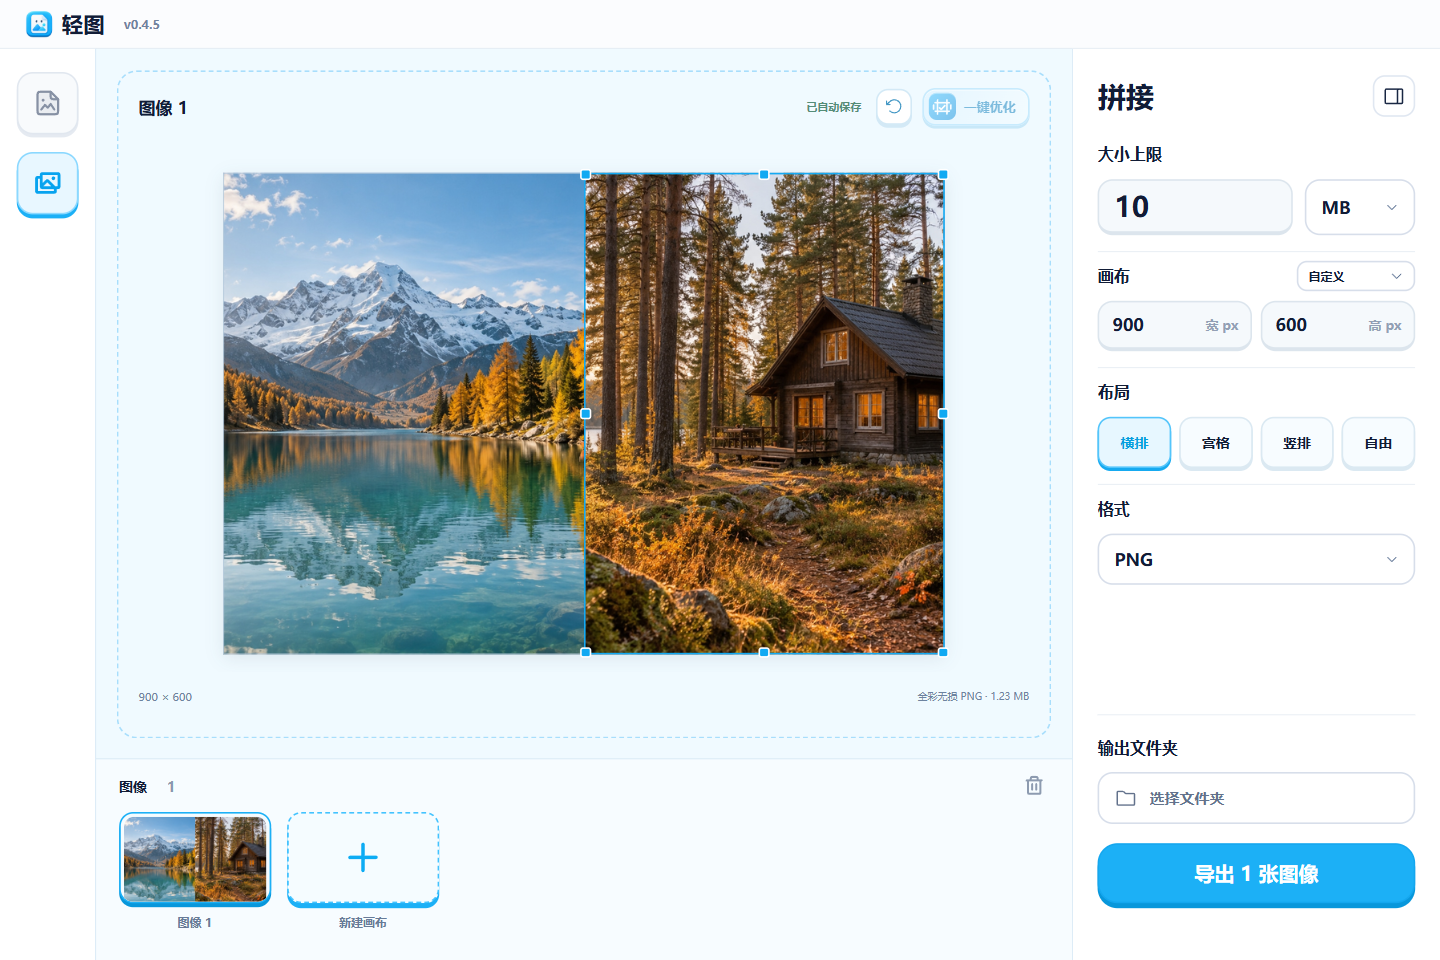 轻图 v0.4.5
图像 1
已自动保存
一键优化
900 × 600
全彩无损 PNG · 1.23 MB
图像 1
图像 1
新建画布
拼接
大小上限
10
MB
画布
自定义
900 宽 px
600 高 px
布局
横排
宫格
竖排
自由
格式
PNG
输出文件夹
选择文件夹
导出 1 张图像